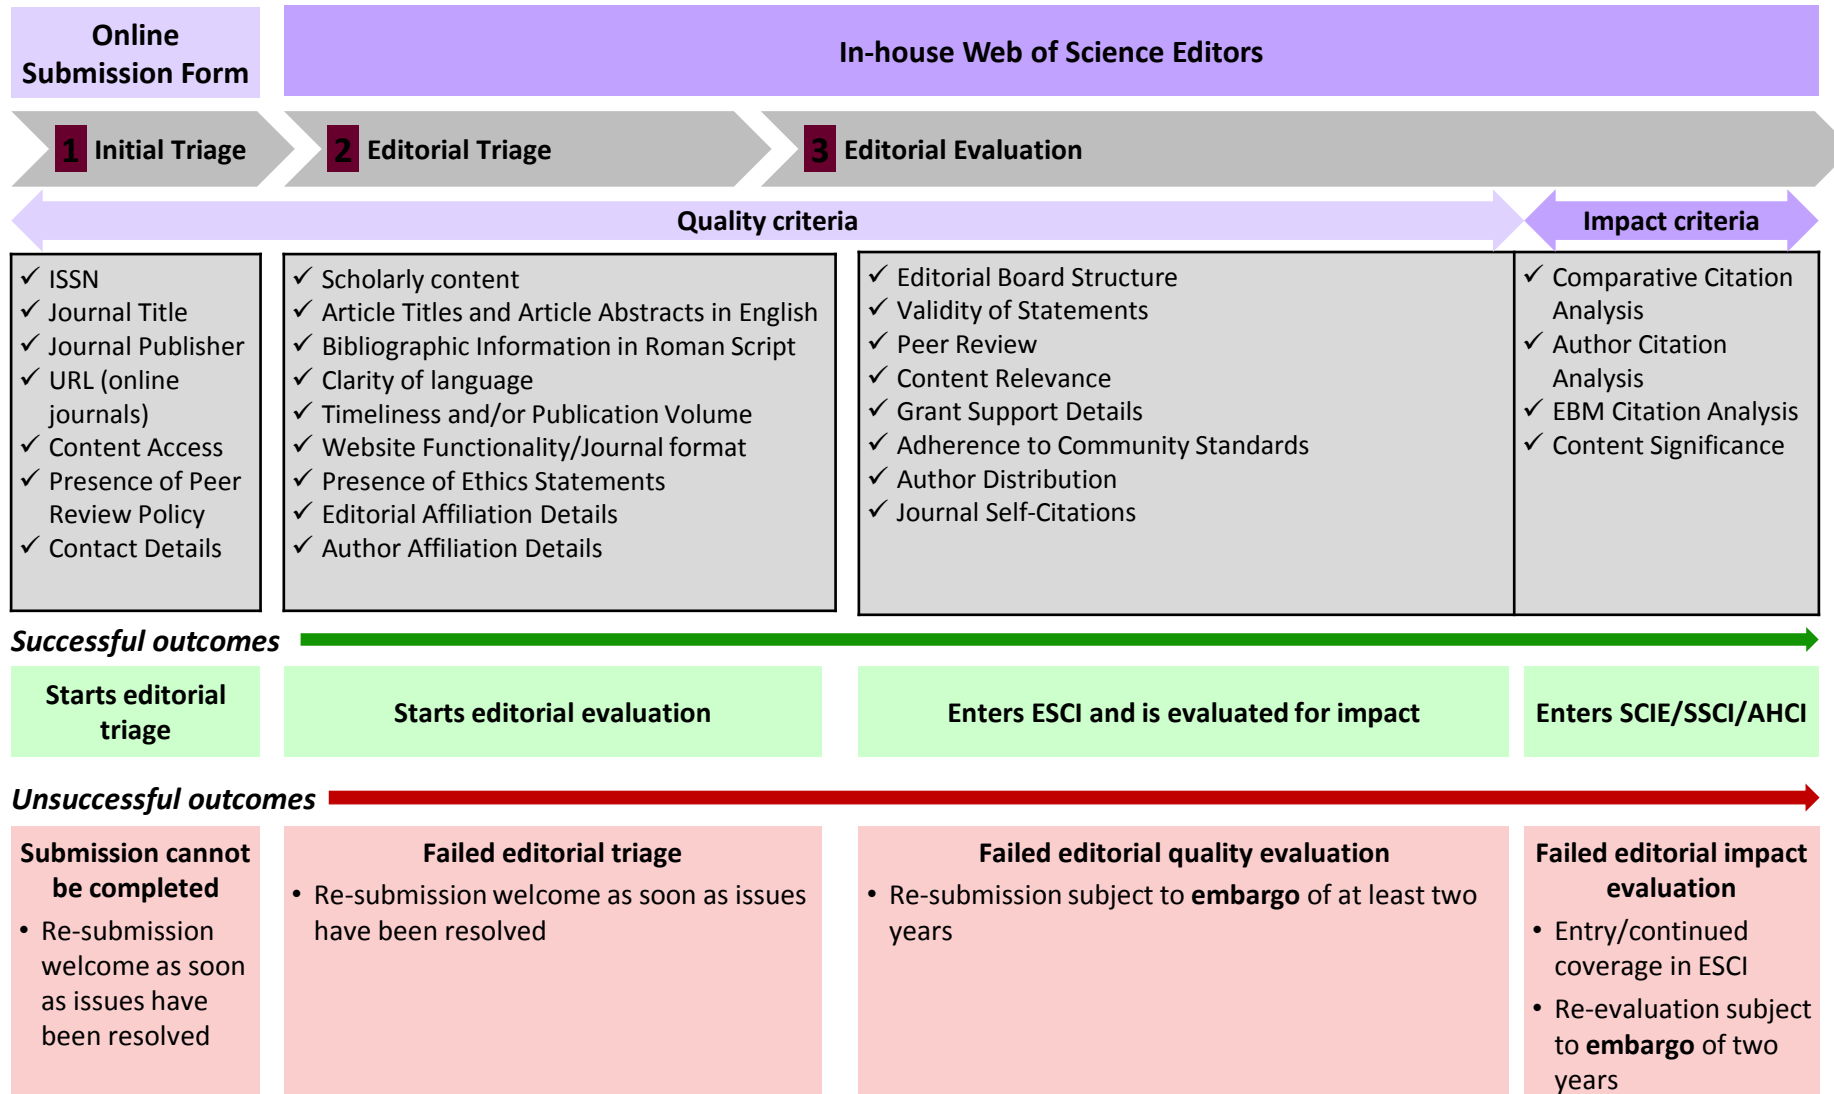 Online
Submission Form
In-house Web of Science Editors
1 Initial Triage
2 Editorial Triage
3 Editorial Evaluation
Quality criteria
Impact criteria
✓ ISSN
✓ Journal Title
✓ Journal Publisher
✓ URL (online
journals)
✓ Content Access
✓ Presence of Peer
Review Policy
✓ Contact Details
✓ Scholarly content
✓ Article Titles and Article Abstracts in English
✓ Bibliographic Information in Roman Script
✓ Clarity of language
✓ Timeliness and/or Publication Volume
✓ Website Functionality/Journal format
✓ Presence of Ethics Statements
✓ Editorial Affiliation Details
✓ Author Affiliation Details
✓ Editorial Board Structure
✓ Validity of Statements
✓ Peer Review
✓ Content Relevance
✓ Grant Support Details
✓ Adherence to Community Standards
✓ Author Distribution
✓ Journal Self-Citations
✓ Comparative Citation
Analysis
✓ Author Citation
Analysis
✓ EBM Citation Analysis
✓ Content Significance
Successful outcomes
Starts editorial
triage
Starts editorial evaluation
Enters ESCI and is evaluated for impact
Enters SCIE/SSCI/AHCI
Unsuccessful outcomes
Submission cannot
be completed
• Re-submission
welcome as soon
as issues have
been resolved
Failed editorial triage
• Re-submission welcome as soon as issues
have been resolved
Failed editorial quality evaluation
• Re-submission subject to embargo of at least two
years
Failed editorial impact
evaluation
• Entry/continued
coverage in ESCI
• Re-evaluation subject
to embargo of two
years